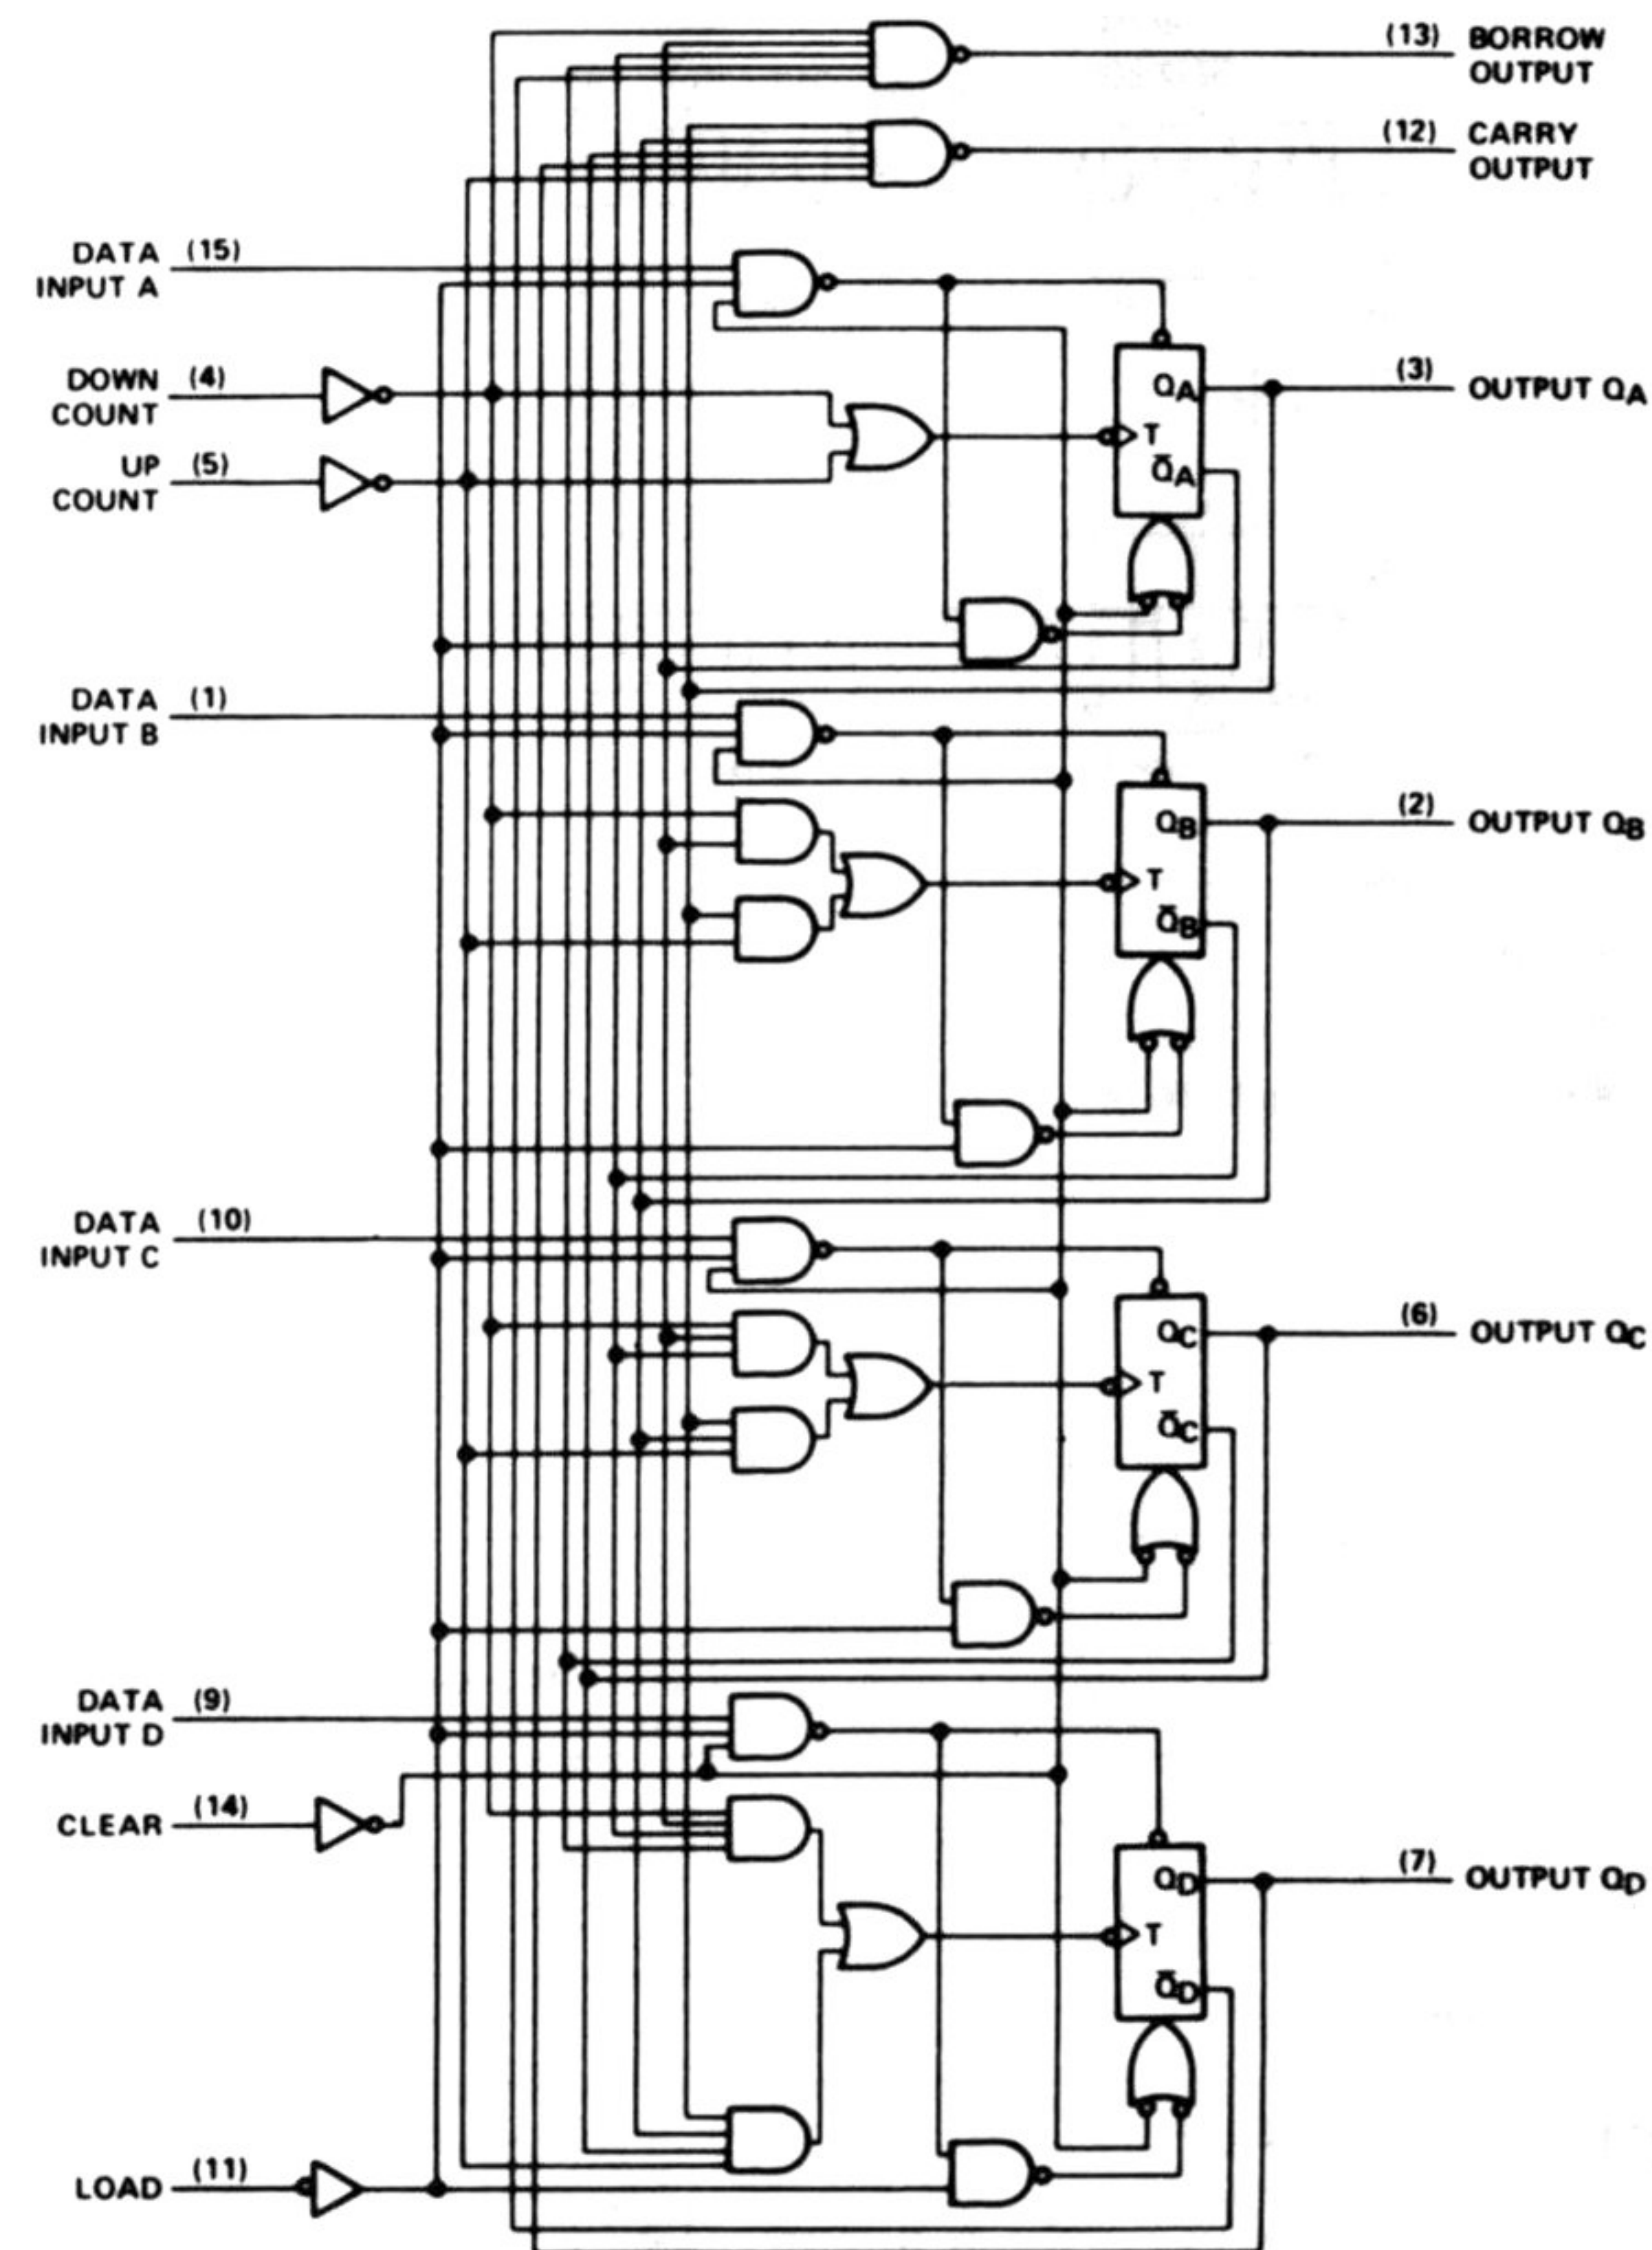 (13) BORROW
OUTPUT
(12) CARRY
OUTPUT
DATA (15)
INPUT A
DOWN (4)
COUNT
UP (5)
COUNT
QA (3) OUTPUT QA
T
Q̄A
DATA (1)
INPUT B
QB (2) OUTPUT QB
T
Q̄B
DATA (10)
INPUT C
QC (6) OUTPUT QC
T
Q̄C
DATA (9)
INPUT D
CLEAR (14)
QD (7) OUTPUT QD
T
Q̄D
LOAD (11)